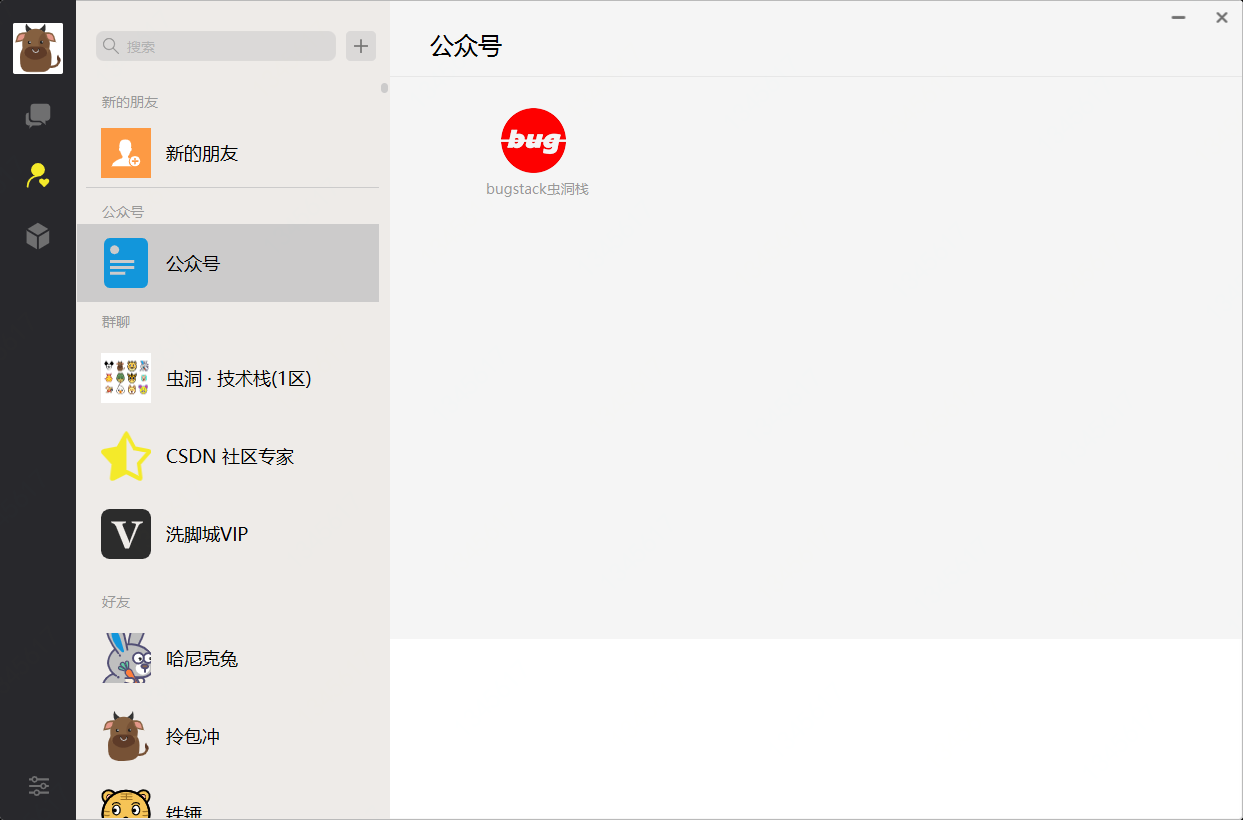 搜索
公众号
新的朋友
新的朋友
公众号
公众号
群聊
虫洞 · 技术栈(1区)
CSDN 社区专家
V
洗脚城VIP
好友
哈尼克兔
拎包冲
铁锤
bug
bugstack虫洞栈